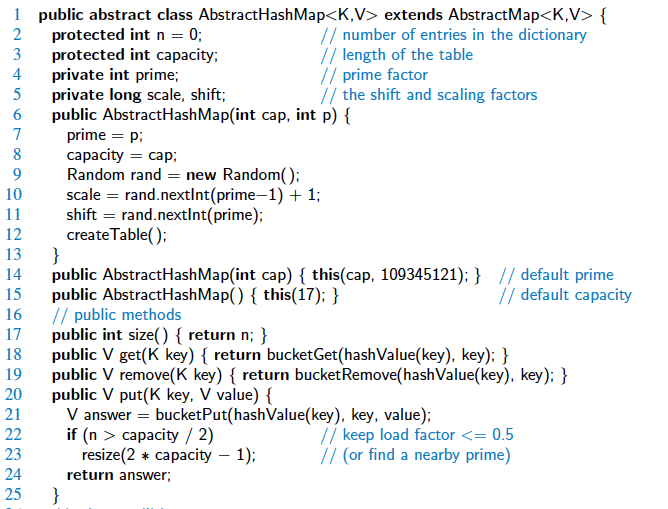 1 public abstract class AbstractHashMap<K,V> extends AbstractMap<K,V> {
2 protected int n = 0; // number of entries in the dictionary
3 protected int capacity; // length of the table
4 private int prime; // prime factor
5 private long scale, shift; // the shift and scaling factors
6 public AbstractHashMap(int cap, int p) {
7 prime = p;
8 capacity = cap;
9 Random rand = new Random();
10 scale = rand.nextInt(prime−1) + 1;
11 shift = rand.nextInt(prime);
12 createTable();
13 }
14 public AbstractHashMap(int cap) { this(cap, 109345121); } // default prime
15 public AbstractHashMap() { this(17); } // default capacity
16 // public methods
17 public int size() { return n; }
18 public V get(K key) { return bucketGet(hashValue(key), key); }
19 public V remove(K key) { return bucketRemove(hashValue(key), key); }
20 public V put(K key, V value) {
21 V answer = bucketPut(hashValue(key), key, value);
22 if (n > capacity / 2) // keep load factor <= 0.5
23 resize(2 * capacity − 1); // (or find a nearby prime)
24 return answer;
25 }